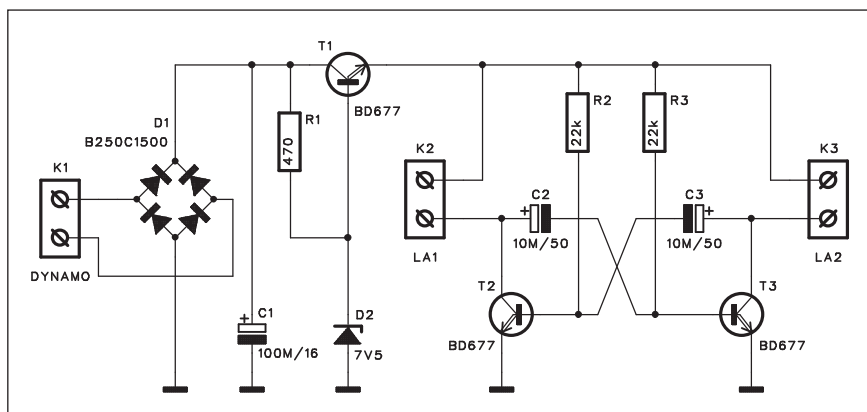 T1
BD677
D1
B250C1500
K1
DYNAMO
R1
470
C1
+
100M/16
D2
7V5
K2
LA1
R2
22k
R3
22k
C2
+
10M/50
C3
+
10M/50
K3
LA2
T2
BD677
T3
BD677